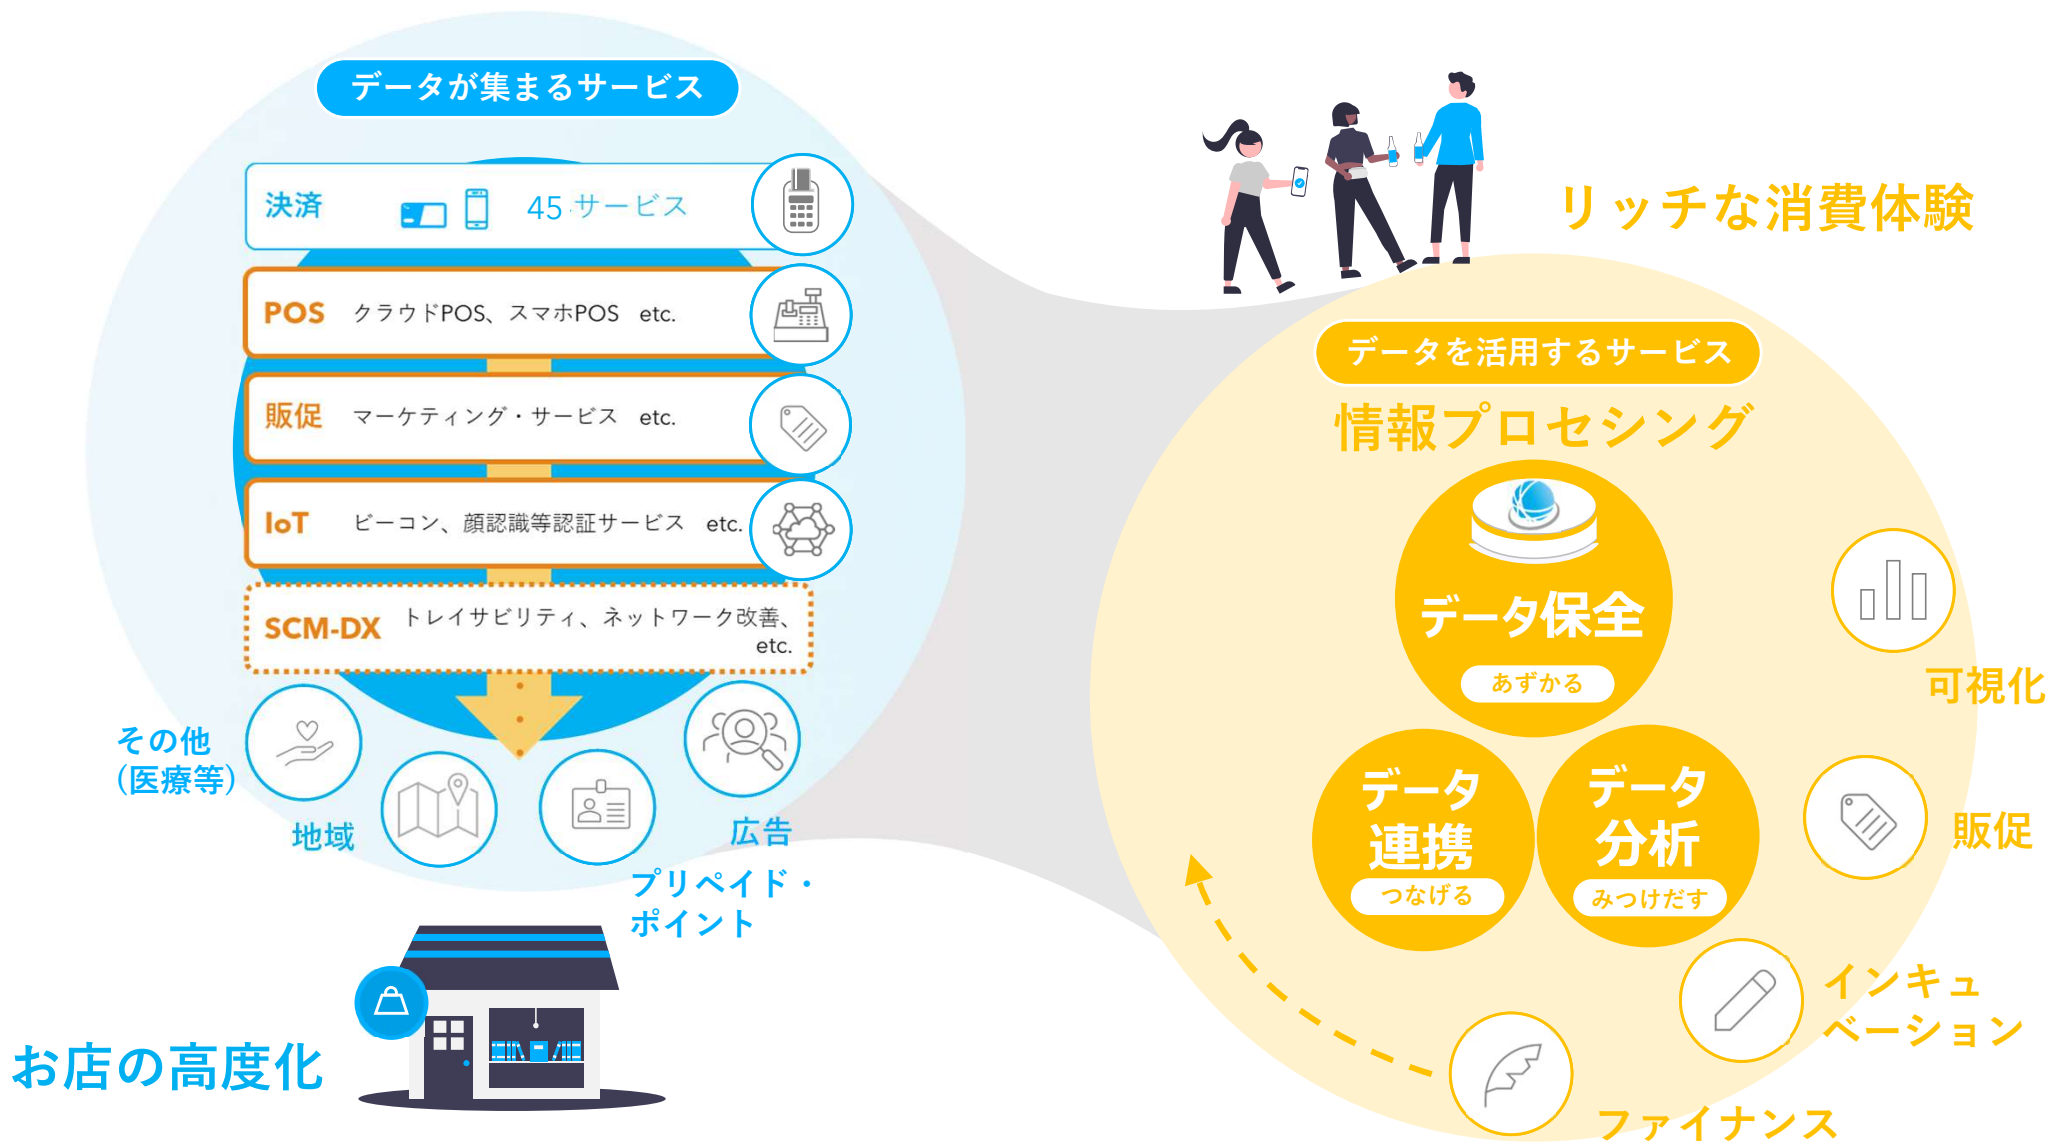 データが集まるサービス
決済 45 サービス
POS クラウドPOS、スマホPOS etc.
販促 マーケティング・サービス etc.
IoT ビーコン、顔認識等認証サービス etc.
SCM-DX トレイサビリティ、ネットワーク改善、
etc.
その他
(医療等)
地域
広告
プリペイド・
ポイント
お店の高度化
リッチな消費体験
データを活用するサービス
情報プロセシング
データ保全
あずかる
データ
連携
つなげる
データ
分析
みつけだす
可視化
販促
インキュ
ベーション
ファイナンス